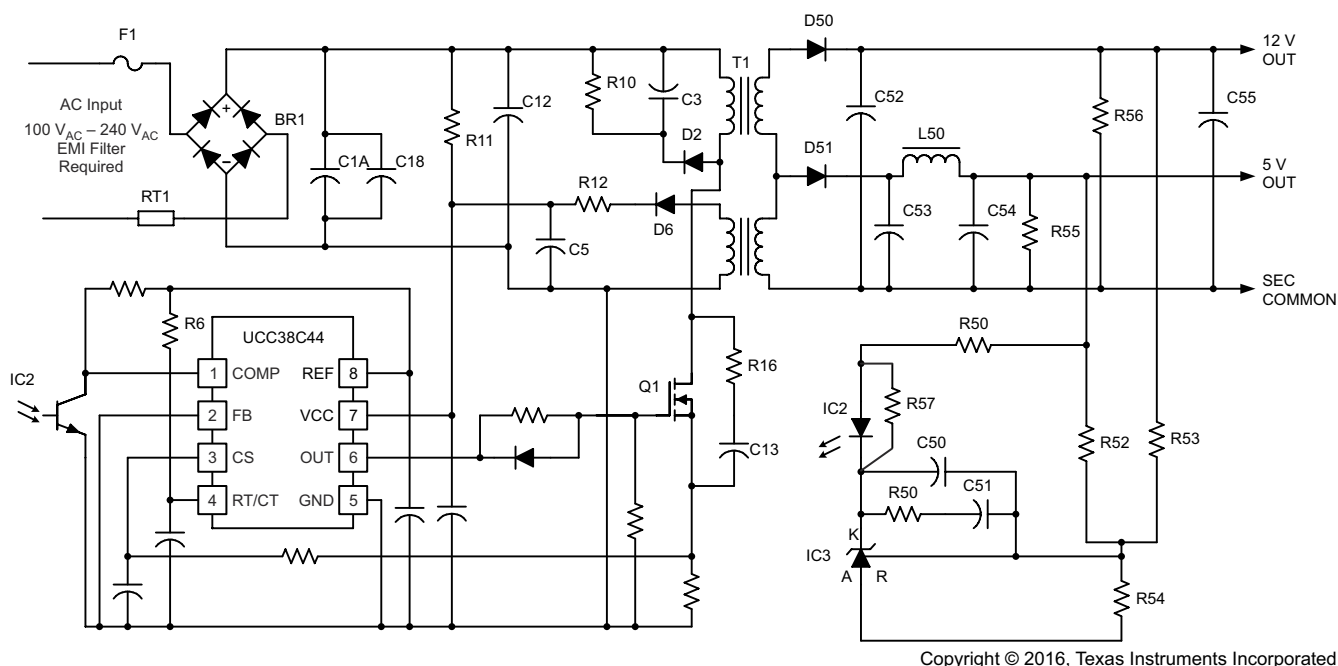 F1
AC Input
100 VAC – 240 VAC
EMI Filter
Required
RT1
+
–
BR1
C1A
C18
R11
C12
R10
C3
D2
R12
D6
C5
T1
D50
D51
C52
L50
C53
C54
R55
R56
C55
12 V
OUT
5 V
OUT
SEC
COMMON
R6
UCC38C44
IC2
1 COMP
REF 8
2 FB
VCC 7
3 CS
OUT 6
4 RT/CT
GND 5
Q1
R16
C13
R50
IC2
R57
C50
R50
C51
R52
R53
K
IC3
A
R
R54
Copyright © 2016, Texas Instruments Incorporated